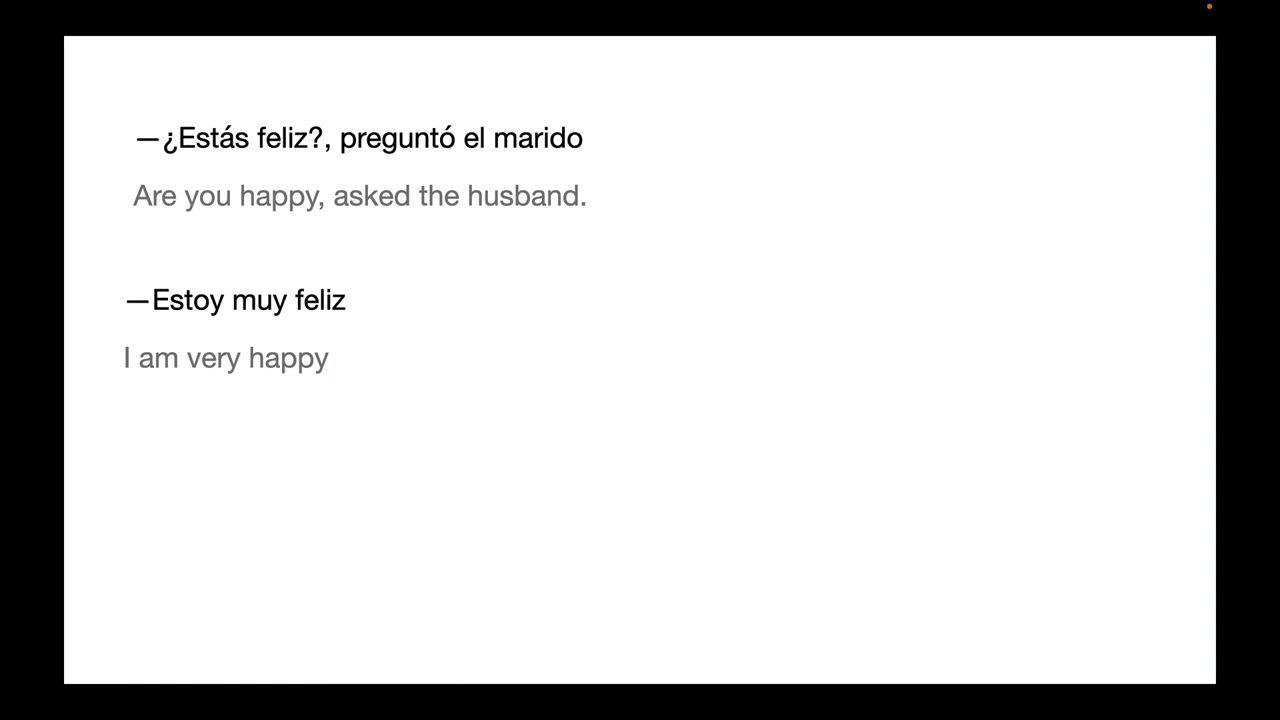 —¿Estás feliz?, preguntó el marido
Are you happy, asked the husband.
—Estoy muy feliz
I am very happy